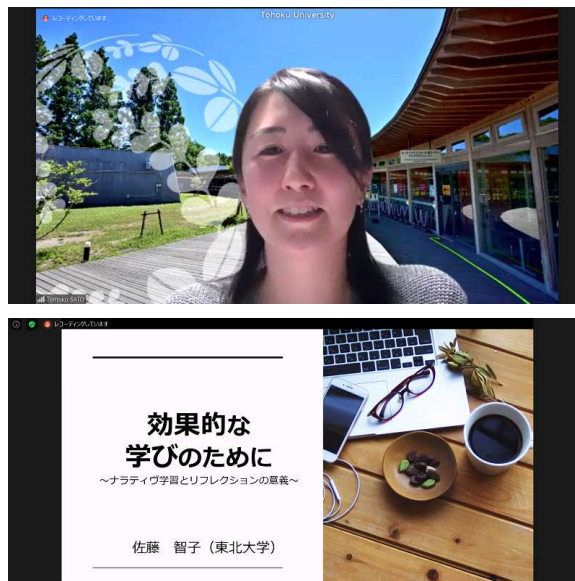 レコーディングしています
Tohoku University
Tomoko SATO
レコーディングしています
効果的な
学びのために
～ナラティヴ学習とリフレクションの意義～
佐藤　智子（東北大学）